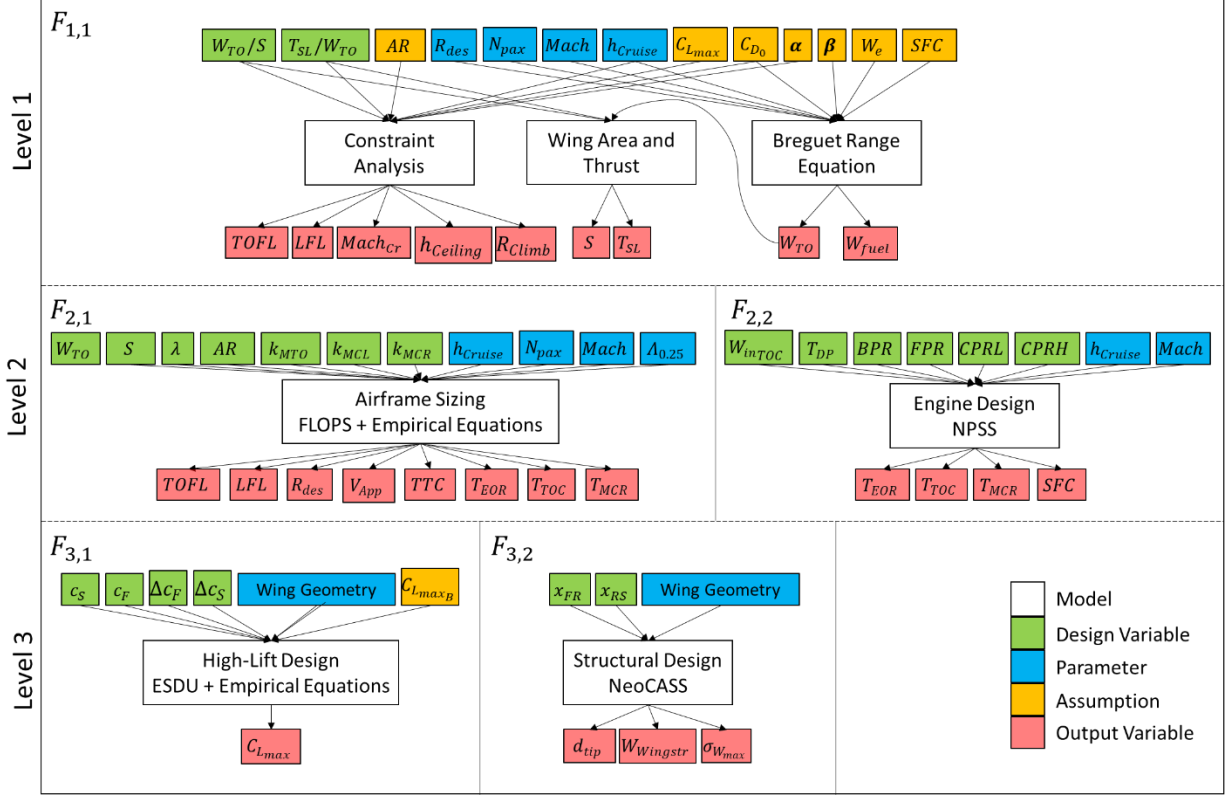 F1,1
Level 1
WTO/S TSL/WTO AR Rdes Npax Mach hCruise CLmax CD0 α β We SFC
Constraint
Analysis
Wing Area and
Thrust
Breguet Range
Equation
TOFL LFL MachCr hCeiling RClimb S TSL WTO Wfuel
Level 2
F2,1
WTO S λ AR kMTO kMCL kMCR hCruise Npax Mach Λ0.25
Airframe Sizing
FLOPS + Empirical Equations
TOFL LFL Rdes VApp TTC TEOR TTOC TMCR
F2,2
WinTOC TDP BPR FPR CPRL CPRH hCruise Mach
Engine Design
NPSS
TEOR TTOC TMCR SFC
Level 3
F3,1
cS cF ΔcF ΔcS Wing Geometry CLmaxB
High-Lift Design
ESDU + Empirical Equations
CLmax
F3,2
xFR xRS Wing Geometry
Structural Design
NeoCASS
dtip WWingstr σWmax
Model
Design Variable
Parameter
Assumption
Output Variable